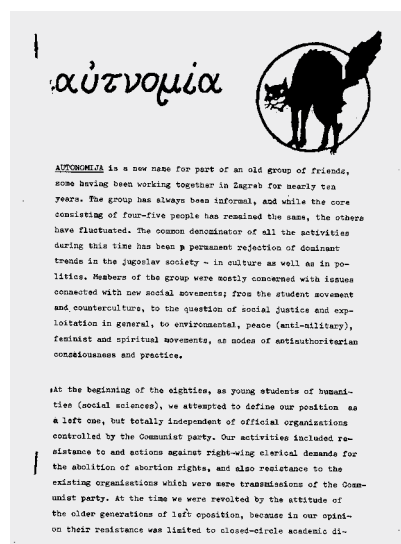 αὐτνομία
AUTONOMIJA is a new name for part of an old group of friends,
some having been working together in Zagreb for nearly ten
years. The group has always been informal, and while the core
consisting of four-five people has remained the same, the others
have fluctuated. The common denominator of all the activities
during this time has been a permanent rejection of dominant
trends in the jugoslav society - in culture as well as in po-
litics. Members of the group were mostly concerned with issues
connected with new social movements; from the student movement
and counterculture, to the question of social justice and exp-
loitation in general, to environmental, peace (anti-military),
feminist and spiritual movements, as modes of antiauthoritarian
consciousness and practice.
At the beginning of the eighties, as young students of humani-
ties (social sciences), we attempted to define our position as
a left one, but totally independent of official organizations
controlled by the Communist party. Our activities included re-
sistance to and actions against right-wing clerical demands for
the abolition of abortion rights, and also resistance to the
existing organisations which were mere transmissions of the Comm-
unist party. At the time we were revolted by the attitude of
the older generations of left opposition, because in our opini-
on their resistance was limited to closed-circle academic di-